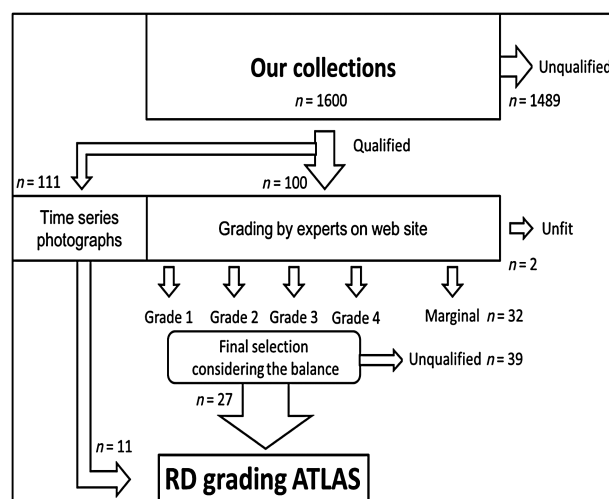 Our collections
Unqualified
n = 1600
n = 1489
Qualified
n = 111
n = 100
Time series
photographs
Grading by experts on web site
Unfit
n = 2
Grade 1
Grade 2
Grade 3
Grade 4
Marginal n = 32
Final selection
considering the balance
Unqualified n = 39
n = 27
n = 11
RD grading ATLAS